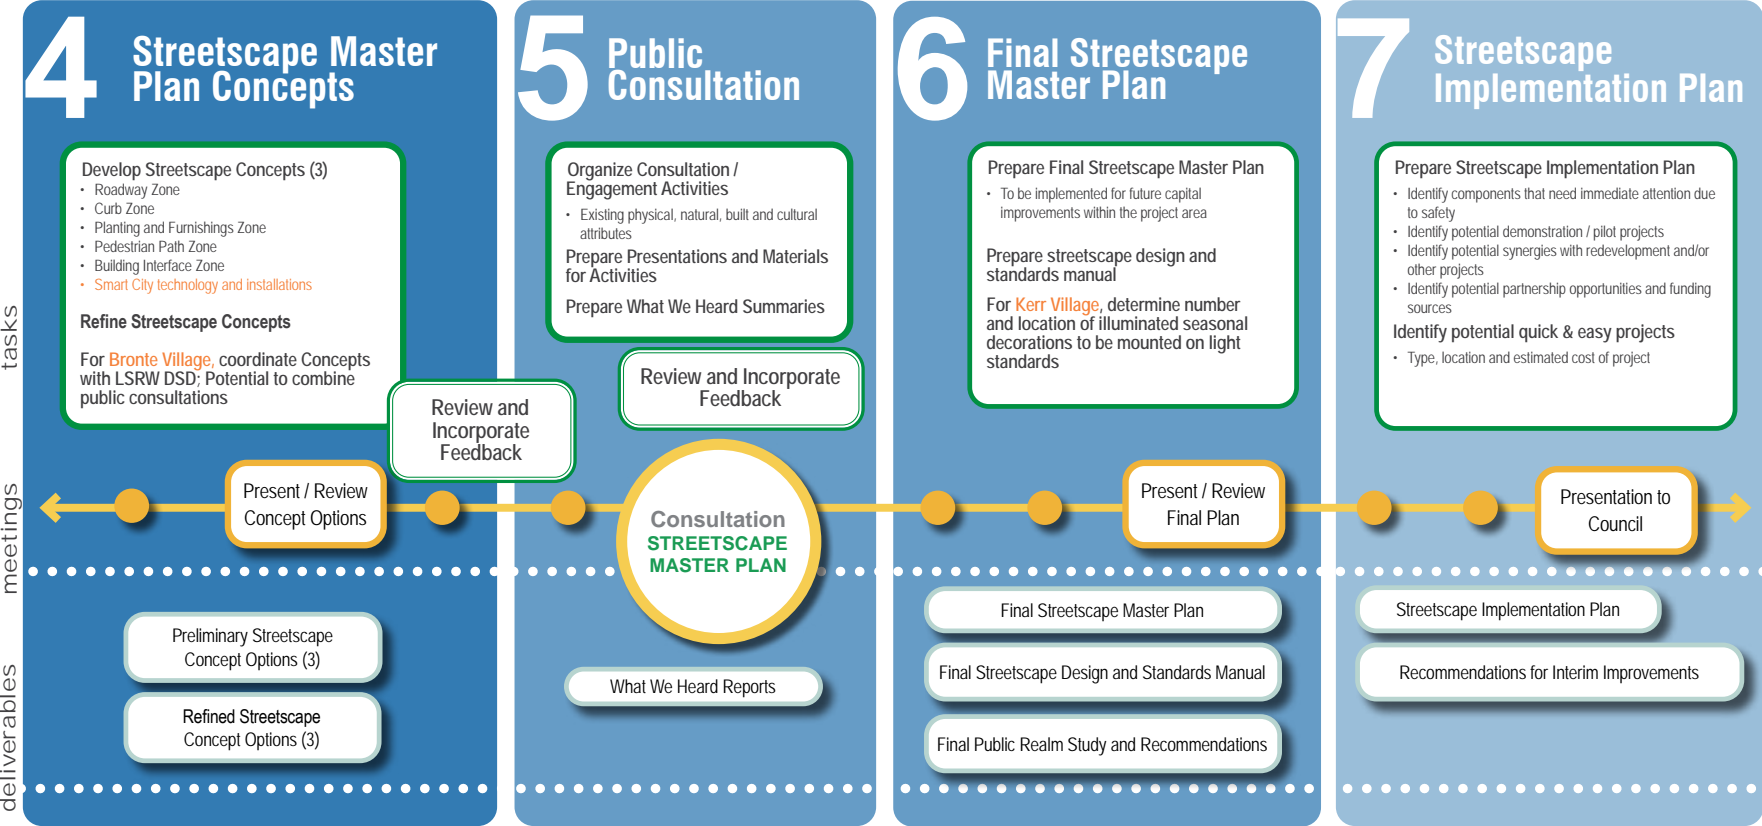 tasks
meetings
deliverables
4
Streetscape Master
Plan Concepts
Develop Streetscape Concepts (3)
• Roadway Zone
• Curb Zone
• Planting and Furnishings Zone
• Pedestrian Path Zone
• Building Interface Zone
• Smart City technology and installations
Refine Streetscape Concepts
For Bronte Village, coordinate Concepts
with LSRW DSD; Potential to combine
public consultations
Review and
Incorporate
Feedback
Present / Review
Concept Options
Preliminary Streetscape
Concept Options (3)
Refined Streetscape
Concept Options (3)
5
Public
Consultation
Organize Consultation /
Engagement Activities
• Existing physical, natural, built and cultural
attributes
Prepare Presentations and Materials
for Activities
Prepare What We Heard Summaries
Review and Incorporate
Feedback
Consultation
STREETSCAPE
MASTER PLAN
What We Heard Reports
6
Final Streetscape
Master Plan
Prepare Final Streetscape Master Plan
• To be implemented for future capital
improvements within the project area
Prepare streetscape design and
standards manual
For Kerr Village, determine number
and location of illuminated seasonal
decorations to be mounted on light
standards
Present / Review
Final Plan
Final Streetscape Master Plan
Final Streetscape Design and Standards Manual
Final Public Realm Study and Recommendations
7
Streetscape
Implementation Plan
Prepare Streetscape Implementation Plan
• Identify components that need immediate attention due
to safety
• Identify potential demonstration / pilot projects
• Identify potential synergies with redevelopment and/or
other projects
• Identify potential partnership opportunities and funding
sources
Identify potential quick & easy projects
• Type, location and estimated cost of project
Presentation to
Council
Streetscape Implementation Plan
Recommendations for Interim Improvements